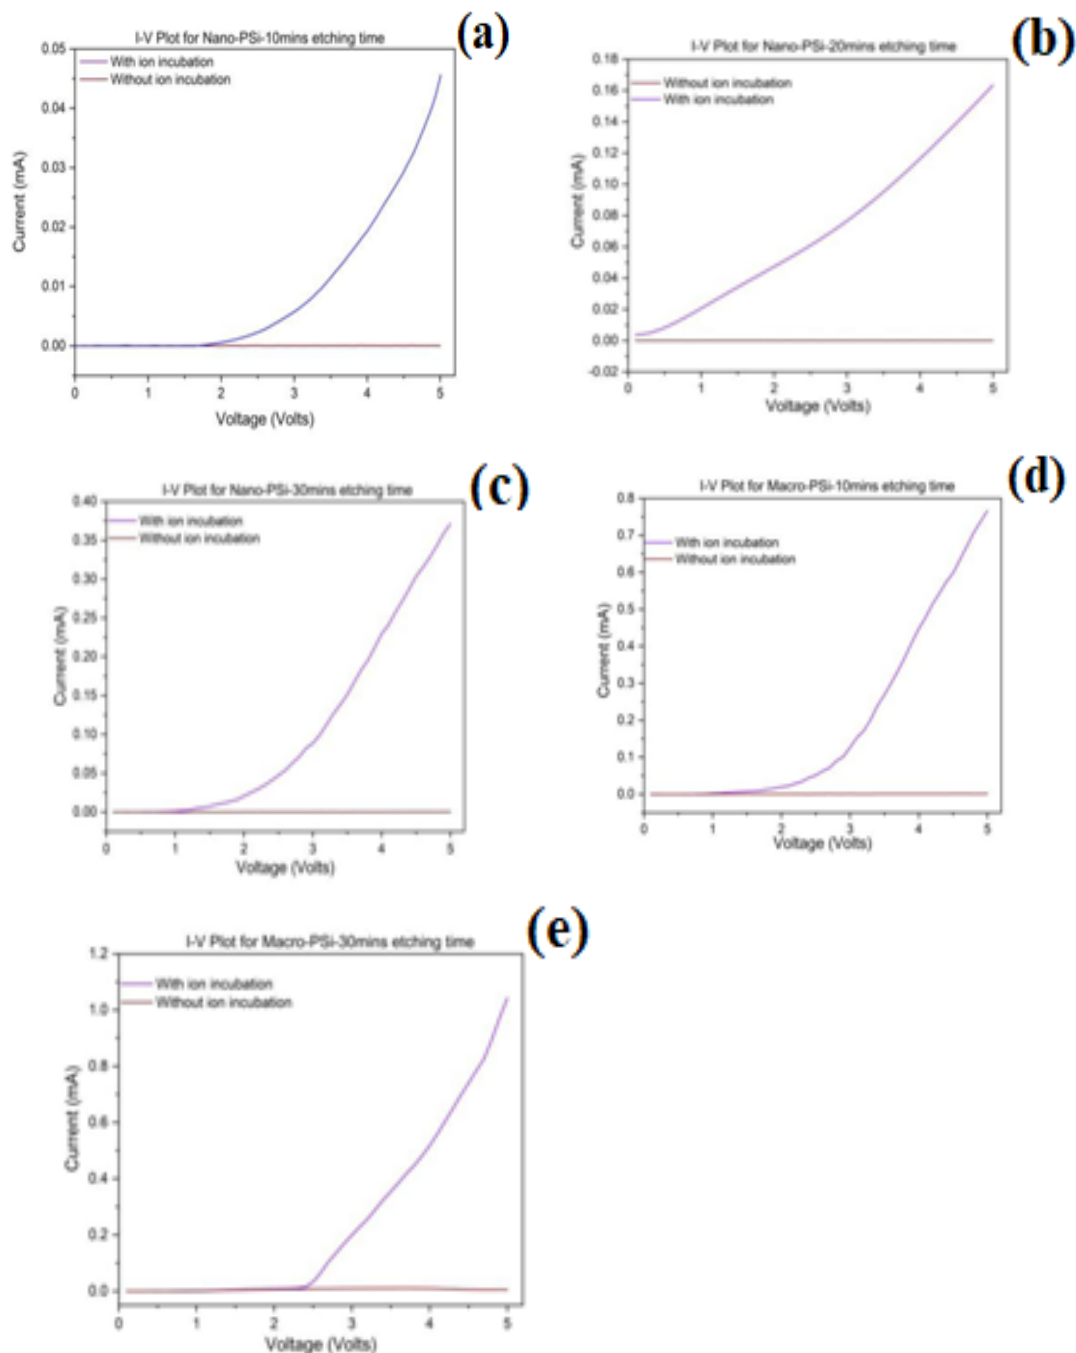 (a)
I-V Plot for Nano-PSi-10mins etching time
With ion incubation
Without ion incubation
Current (mA)
0.05
0.04
0.03
0.02
0.01
0.00
0 1 2 3 4 5
Voltage (Volts)
(b)
I-V Plot for Nano-PSi-20mins etching time
Without ion incubation
With ion incubation
Current (mA)
0.18
0.16
0.14
0.12
0.10
0.08
0.06
0.04
0.02
0.00
-0.02
0 1 2 3 4 5
Voltage (Volts)
(c)
I-V Plot for Nano-PSi-30mins etching time
With ion incubation
Without ion incubation
Current (mA)
0.40
0.35
0.30
0.25
0.20
0.15
0.10
0.05
0.00
0 1 2 3 4 5
Voltage (Volts)
(d)
I-V Plot for Macro-PSi-10mins etching time
With ion incubation
Without ion incubation
Current (mA)
0.8
0.7
0.6
0.5
0.4
0.3
0.2
0.1
0.0
0 1 2 3 4 5
Voltage (Volts)
(e)
I-V Plot for Macro-PSi-30mins etching time
With ion incubation
Without ion incubation
Current (mA)
1.2
1.0
0.8
0.6
0.4
0.2
0.0
0 1 2 3 4 5
Voltage (Volts)